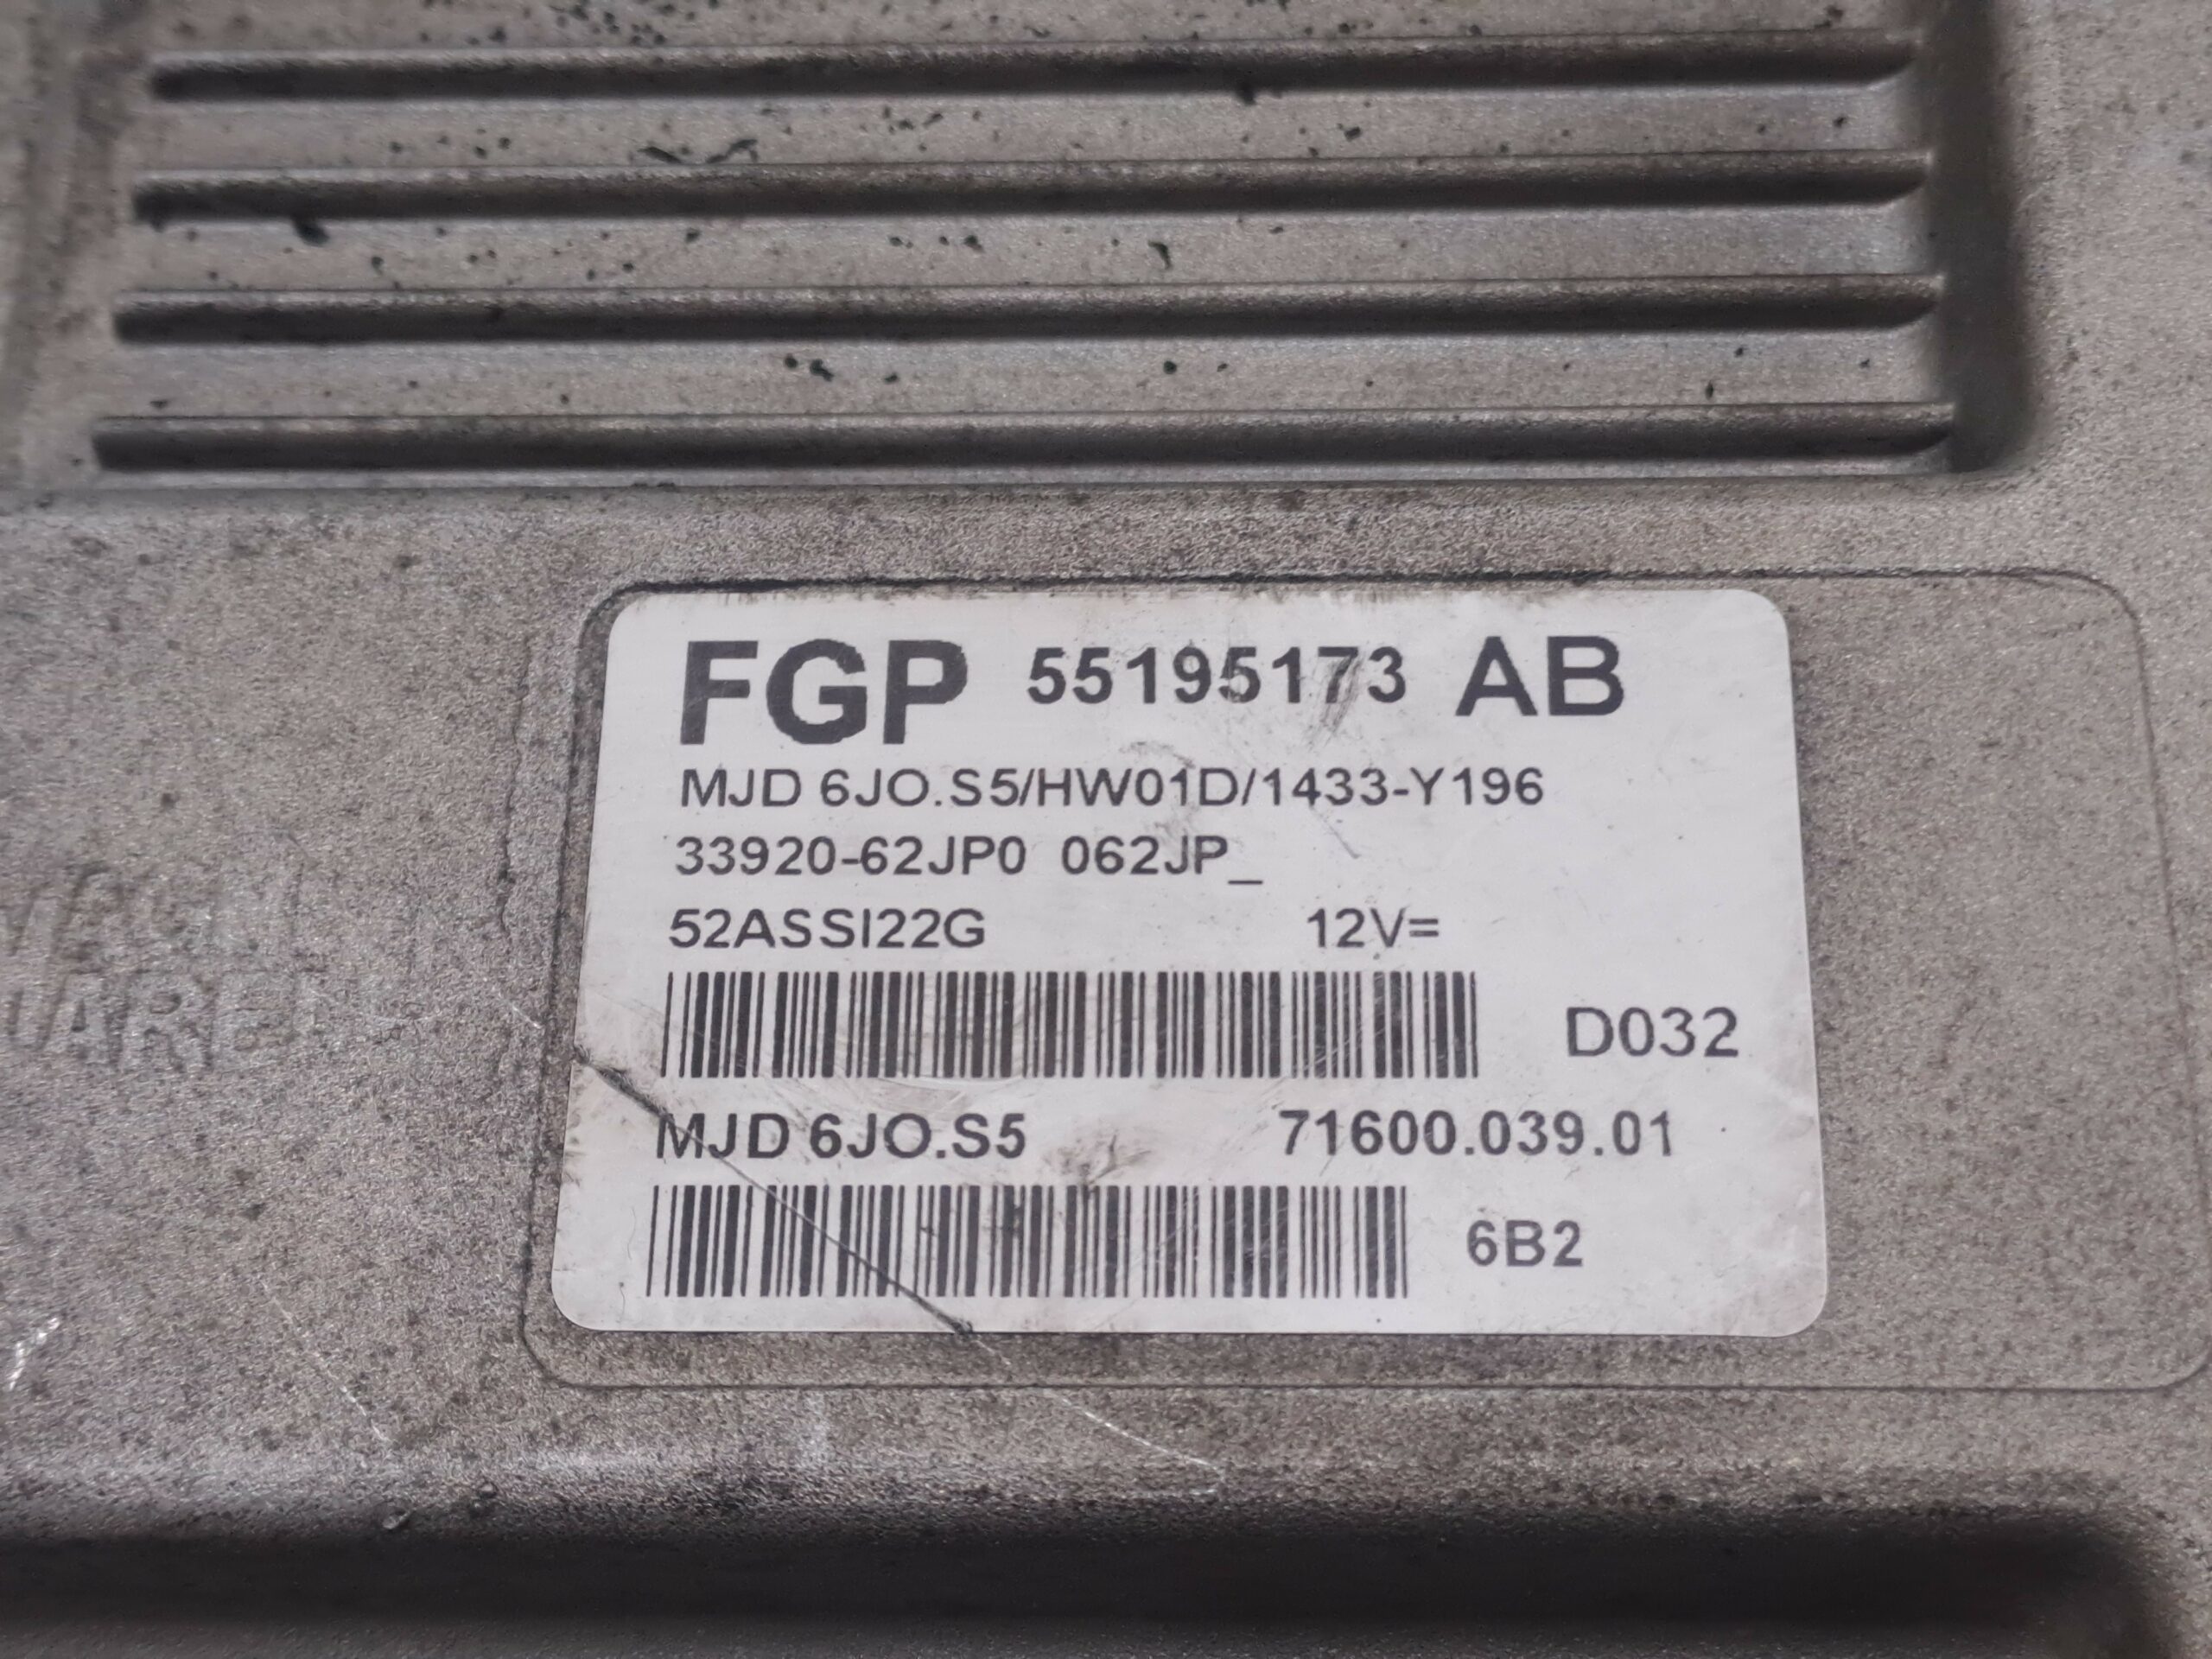 FGP 55195173 AB
MJD 6JO.S5/HW01D/1433-Y196
33920-62JP0 062JP_
52ASSI22G 12V=
D032
MJD 6JO.S5 71600.039.01
6B2